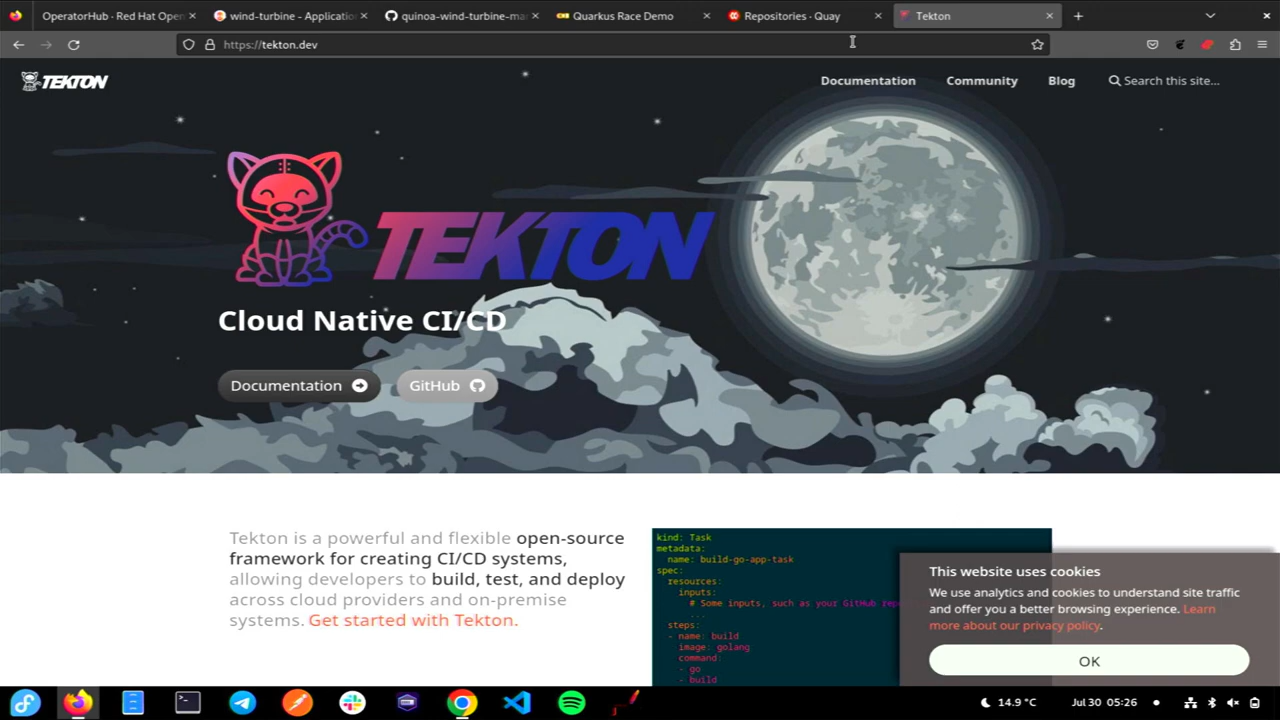 OperatorHub · Red Hat Open
wind-turbine - Application
quinoa-wind-turbine-ma
Quarkus Race Demo
Repositories · Quay
Tekton
https://tekton.dev
TEKTON
Documentation
Community
Blog
Search this site...
TEKTON
Cloud Native CI/CD
Documentation
GitHub
Tekton is a powerful and flexible open-source
framework for creating CI/CD systems,
allowing developers to build, test, and deploy
across cloud providers and on-premise
systems. Get started with Tekton.
kind: Task
metadata:
name: build-go-app-task
spec:
resources:
inputs:
# Some inputs, such as your GitHub rep
...
steps:
- name: build
image: golang
command:
- go
- build
This website uses cookies
We use analytics and cookies to understand site traffic
and offer you a better browsing experience. Learn
more about our privacy policy.
OK
14.9 °C
Jul 30 05:26